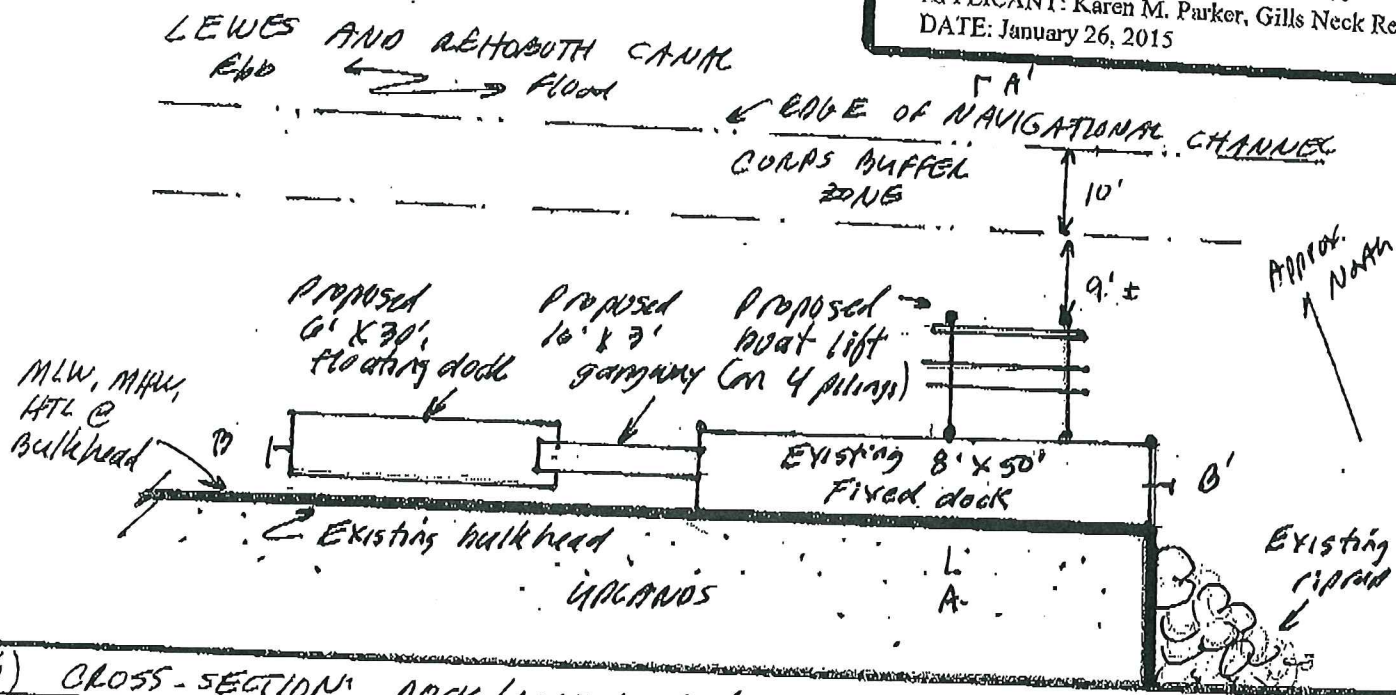 APPLICANT: Karen M. Parker, Gills Neck Re
DATE: January 26, 2015
LEWES AND REHOBOTH CANAL
Ebb
Flood
A'
EDGE OF NAVIGATIONAL CHANNEL
CORPS BUFFER
ZONE
10'
9' ±
APPROX.
North
Proposed
6' X 30'
floating dock
Proposed
16' X 3'
gangway
Proposed
boat lift
(on 4 pilings)
MLW, MHW,
HTL @
Bulkhead
B
Existing 8' X 50'
Fixed dock
B'
Existing bulkhead
UPLANDS
L
A
Existing
riprap
CROSS-SECTION: